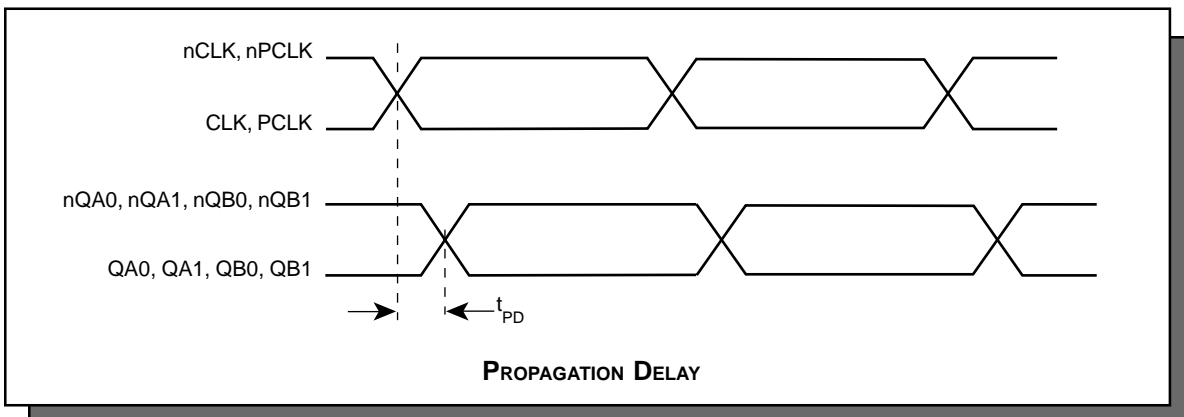 nCLK, nPCLK
CLK, PCLK
nQA0, nQA1, nQB0, nQB1
QA0, QA1, QB0, QB1
tPD
PROPAGATION DELAY